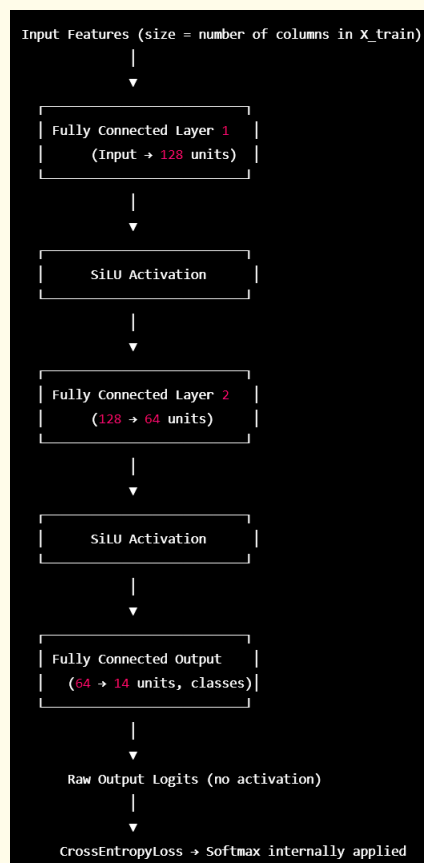 Input Features (size = number of columns in X_train)
Fully Connected Layer 1
(Input → 128 units)
SiLU Activation
Fully Connected Layer 2
(128 → 64 units)
SiLU Activation
Fully Connected Output
(64 → 14 units, classes)
Raw Output Logits (no activation)
CrossEntropyLoss → Softmax internally applied